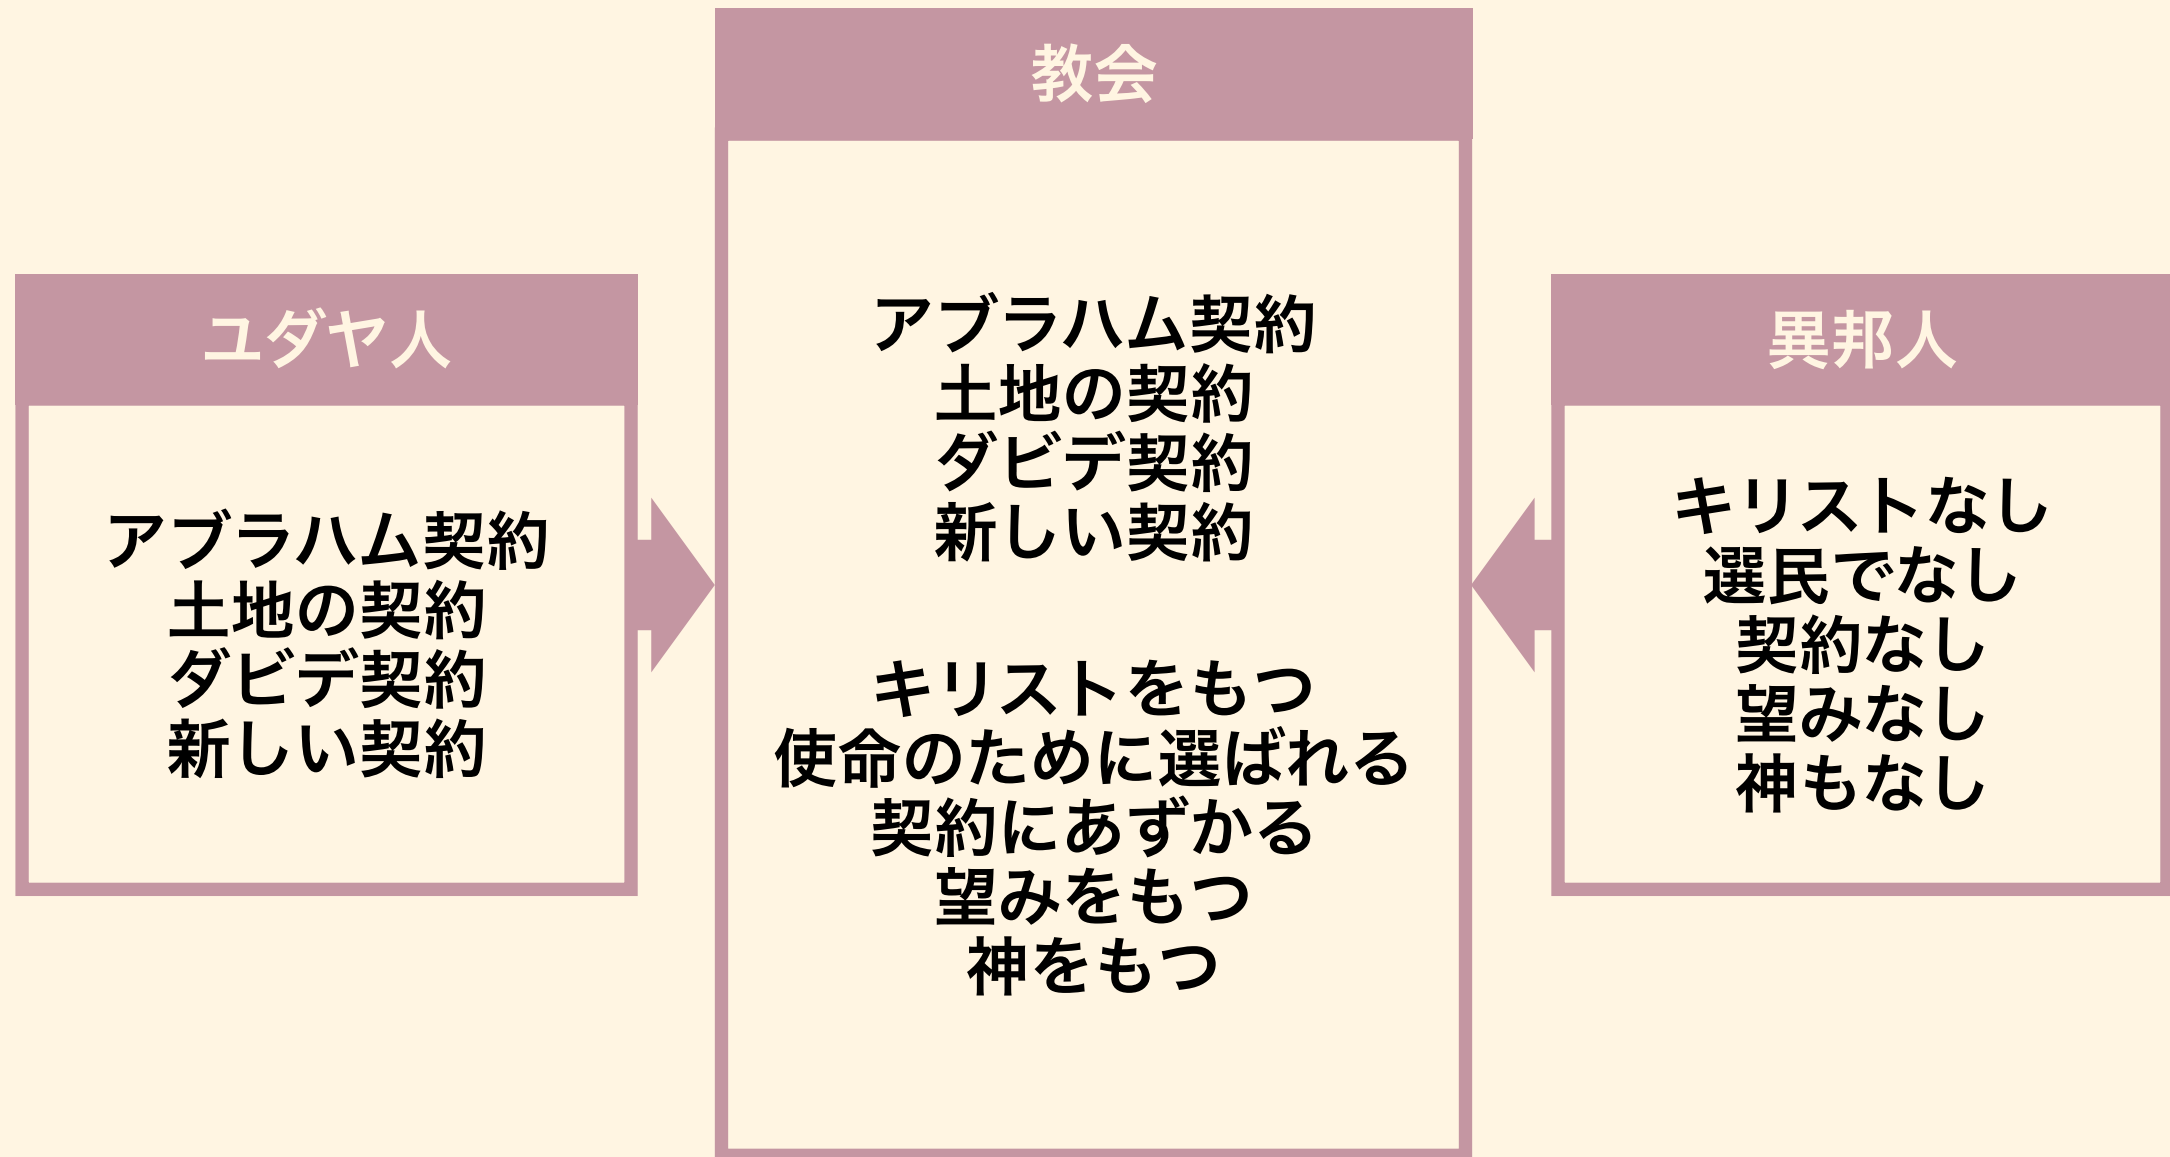 教会
アブラハム契約
土地の契約
ダビデ契約
新しい契約
キリストをもつ
使命のために選ばれる
契約にあずかる
望みをもつ
神をもつ
ユダヤ人
アブラハム契約
土地の契約
ダビデ契約
新しい契約
異邦人
キリストなし
選民でなし
契約なし
望みなし
神もなし